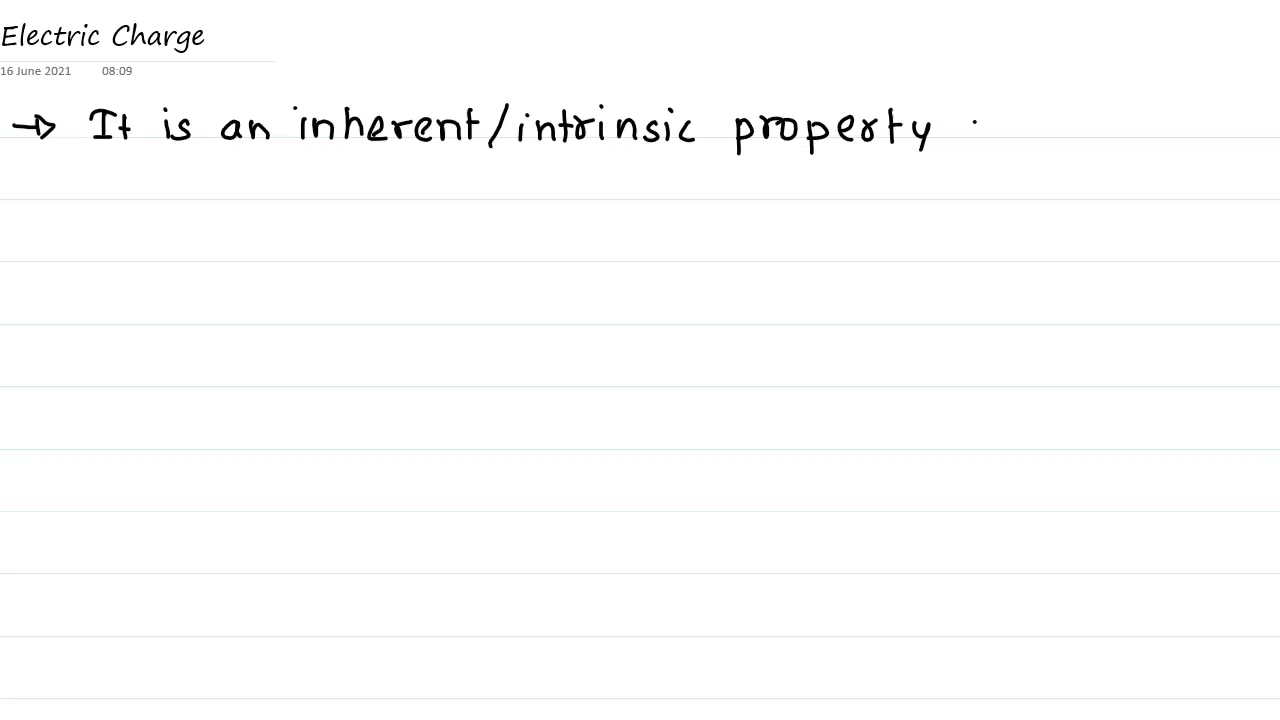 Electric Charge
16 June 2021 08:09
→ It is an inherent/intrinsic property